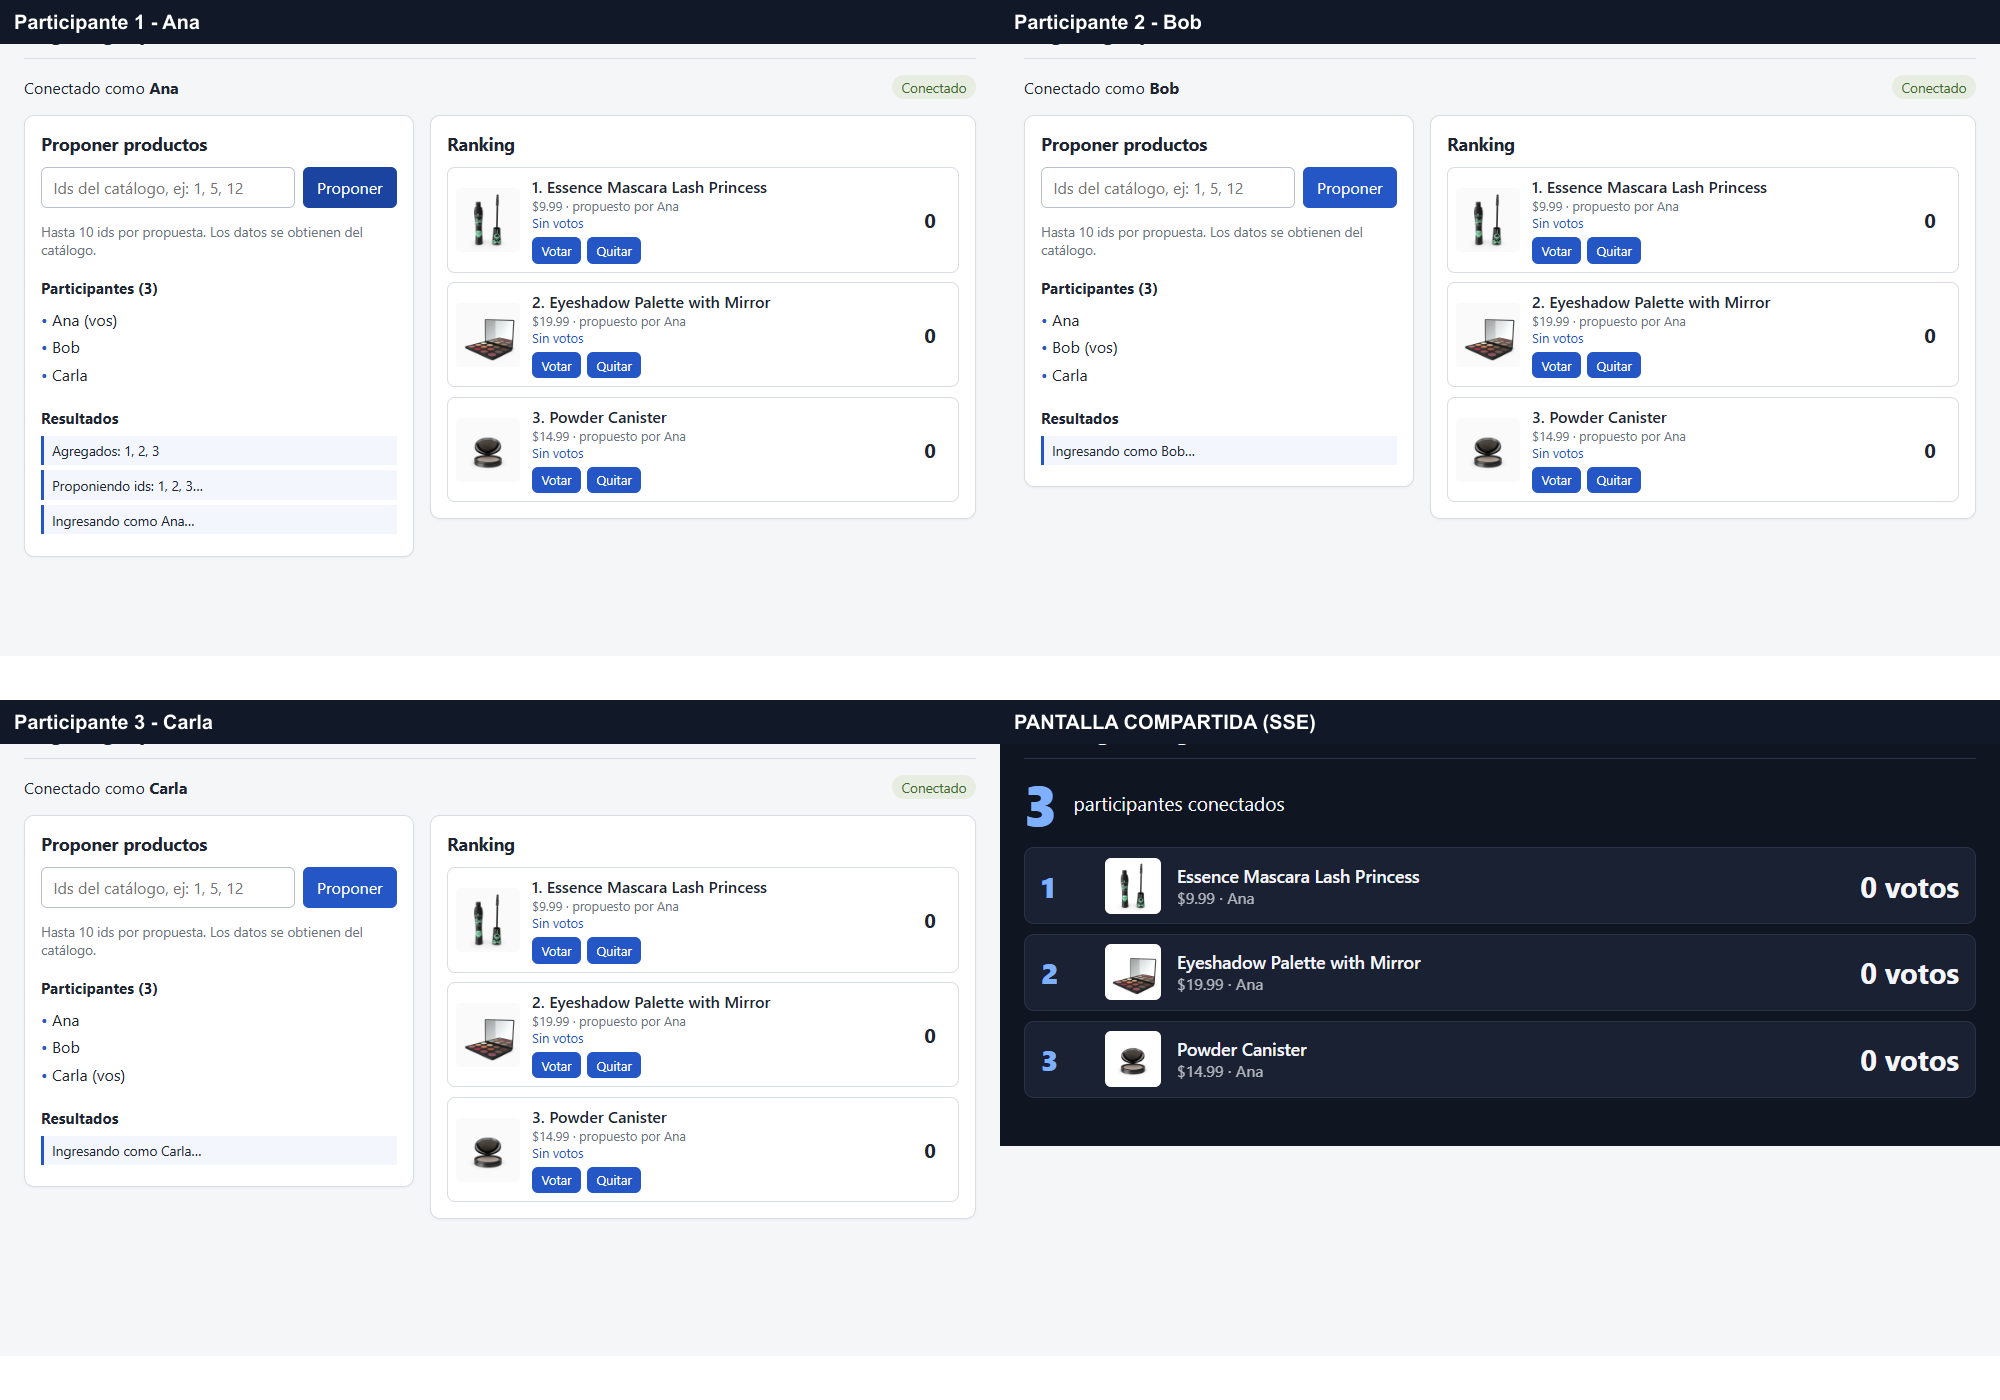 Participante 1 - Ana
Conectado como Ana
Conectado
Proponer productos
Ids del catálogo, ej: 1, 5, 12
Proponer
Hasta 10 ids por propuesta. Los datos se obtienen del
catálogo.
Participantes (3)
• Ana (vos)
• Bob
• Carla
Resultados
Agregados: 1, 2, 3
Proponiendo ids: 1, 2, 3...
Ingresando como Ana...
Ranking
1. Essence Mascara Lash Princess
$9.99 · propuesto por Ana
Sin votos
Votar Quitar
0
2. Eyeshadow Palette with Mirror
$19.99 · propuesto por Ana
Sin votos
Votar Quitar
0
3. Powder Canister
$14.99 · propuesto por Ana
Sin votos
Votar Quitar
0
Participante 2 - Bob
Conectado como Bob
Conectado
Proponer productos
Ids del catálogo, ej: 1, 5, 12
Proponer
Hasta 10 ids por propuesta. Los datos se obtienen del
catálogo.
Participantes (3)
• Ana
• Bob (vos)
• Carla
Resultados
Ingresando como Bob...
Ranking
1. Essence Mascara Lash Princess
$9.99 · propuesto por Ana
Sin votos
Votar Quitar
0
2. Eyeshadow Palette with Mirror
$19.99 · propuesto por Ana
Sin votos
Votar Quitar
0
3. Powder Canister
$14.99 · propuesto por Ana
Sin votos
Votar Quitar
0
Participante 3 - Carla
Conectado como Carla
Conectado
Proponer productos
Ids del catálogo, ej: 1, 5, 12
Proponer
Hasta 10 ids por propuesta. Los datos se obtienen del
catálogo.
Participantes (3)
• Ana
• Bob
• Carla (vos)
Resultados
Ingresando como Carla...
Ranking
1. Essence Mascara Lash Princess
$9.99 · propuesto por Ana
Sin votos
Votar Quitar
0
2. Eyeshadow Palette with Mirror
$19.99 · propuesto por Ana
Sin votos
Votar Quitar
0
3. Powder Canister
$14.99 · propuesto por Ana
Sin votos
Votar Quitar
0
PANTALLA COMPARTIDA (SSE)
3 participantes conectados
1
Essence Mascara Lash Princess
$9.99 · Ana
0 votos
2
Eyeshadow Palette with Mirror
$19.99 · Ana
0 votos
3
Powder Canister
$14.99 · Ana
0 votos